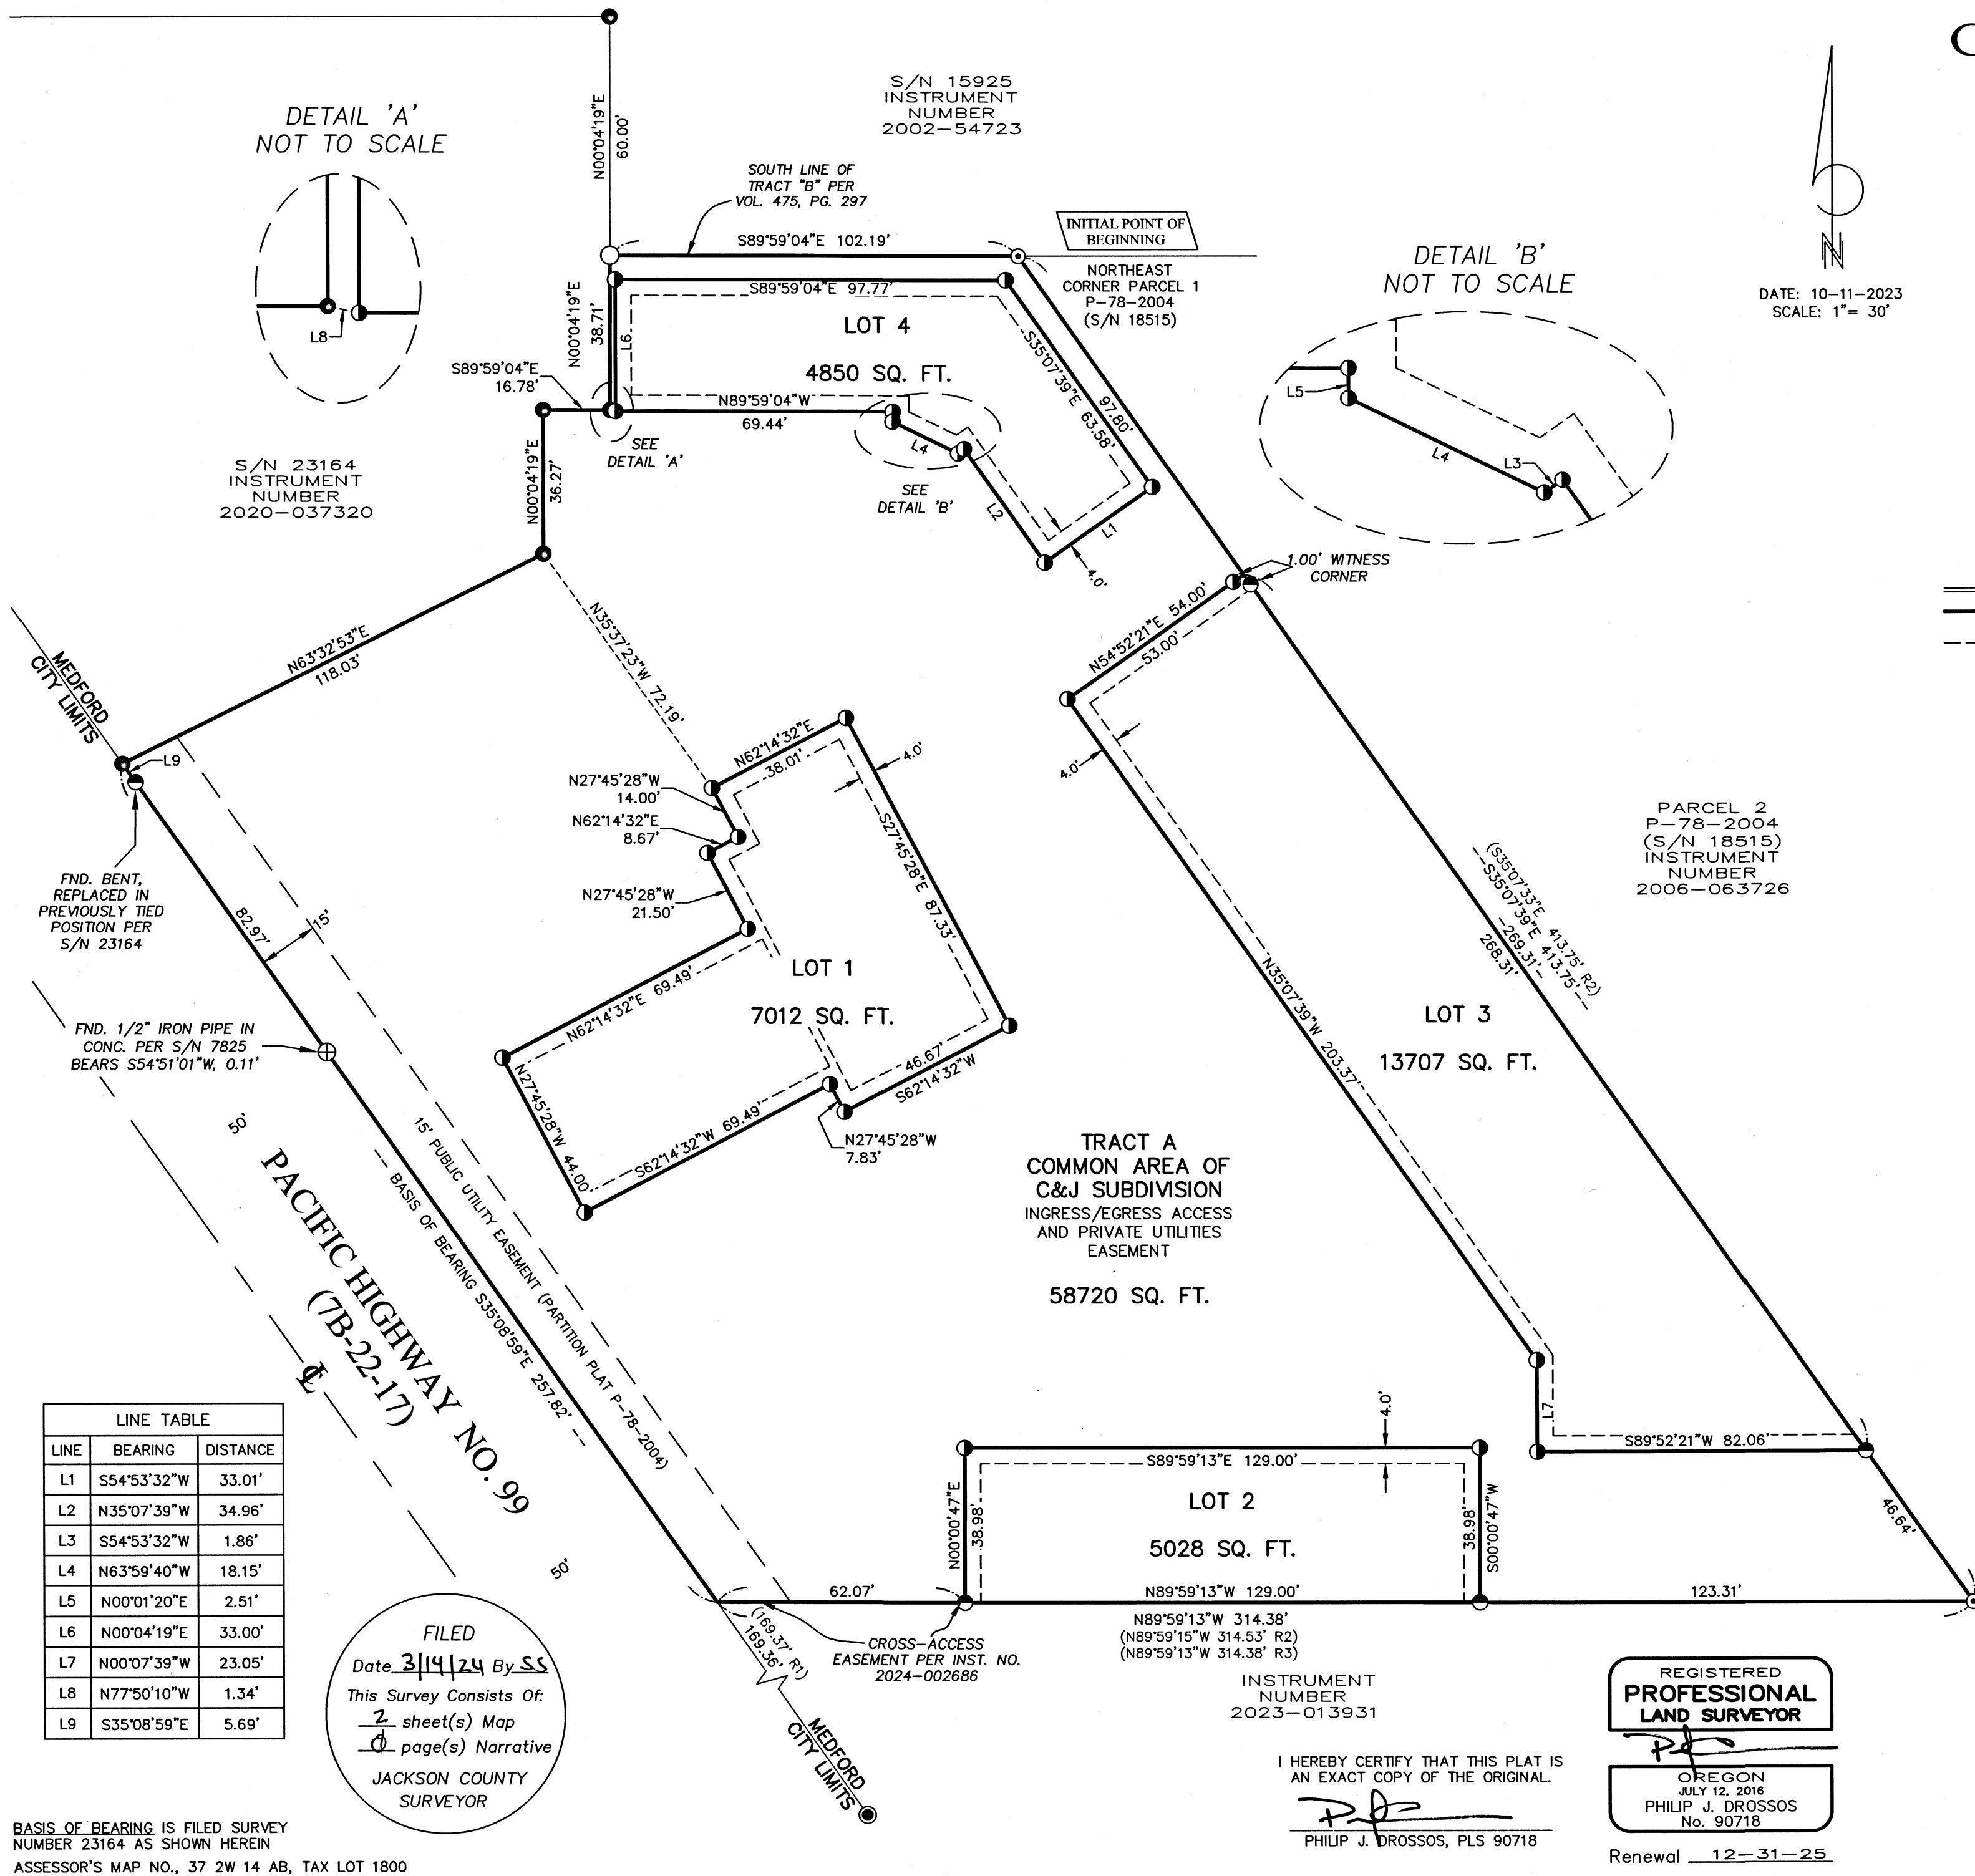 DETAIL 'A'
NOT TO SCALE
L8
N00°04'19"E
60.00'
S/N 15925
INSTRUMENT
NUMBER
2002-54723
SOUTH LINE OF
TRACT "B" PER
VOL. 475, PG. 297
S89°59'04"E 102.19'
INITIAL POINT OF
BEGINNING
NORTHEAST
CORNER PARCEL 1
P-78-2004
(S/N 18515)
DETAIL 'B'
NOT TO SCALE
L5
L4
L3
N
DATE: 10-11-2023
SCALE: 1"= 30'
N00°04'19"E
38.71'
L6
S89°59'04"E 97.77'
LOT 4
4850 SQ. FT.
S35°07'39"E 63.58'
97.80'
S89°59'04"E
16.78'
N89°59'04"W
69.44'
L4
SEE
DETAIL 'A'
SEE
DETAIL 'B'
L2
L1
4.0'
S/N 23164
INSTRUMENT
NUMBER
2020-037320
N00°04'19"E
36.27'
1.00' WITNESS
CORNER
N54°52'21"E 54.00'
53.00'
4.0'
MEDFORD
CITY LIMITS
N63°32'53"E
118.03'
N35°37'23"W 72.19'
L9
FND. BENT,
REPLACED IN
PREVIOUSLY TIED
POSITION PER
S/N 23164
82.97'
15'
FND. 1/2" IRON PIPE IN
CONC. PER S/N 7825
BEARS S54°51'01"W, 0.11'
N62°14'32"E
38.01'
4.0'
N27°45'28"W
14.00'
N62°14'32"E
8.67'
N27°45'28"W
21.50'
S27°45'28"E 87.33'
N62°14'32"E 69.49'
LOT 1
7012 SQ. FT.
46.67'
S62°14'32"W
N27°45'28"W
7.83'
S62°14'32"W 69.49'
N27°45'28"W 44.00'
PARCEL 2
P-78-2004
(S/N 18515)
INSTRUMENT
NUMBER
2006-063726
(S35°07'33"E 413.75' R2)
S35°07'39"E 413.75'
269.31'
268.31'
N35°07'39"W 203.37'
LOT 3
13707 SQ. FT.
TRACT A
COMMON AREA OF
C&J SUBDIVISION
INGRESS/EGRESS ACCESS
AND PRIVATE UTILITIES
EASEMENT
58720 SQ. FT.
50'
PACIFIC HIGHWAY NO. 99
(7B-22-17)
℄
50'
BASIS OF BEARING S35°08'59"E 257.82'
15' PUBLIC UTILITY EASEMENT (PARTITION PLAT P-78-2004)
L7
S89°52'21"W 82.06'
46.64'
4.0'
S89°59'13"E 129.00'
N00°00'47"E
38.98'
LOT 2
5028 SQ. FT.
38.98'
S00°00'47"W
62.07'
N89°59'13"W 129.00'
123.31'
N89°59'13"W 314.38'
(N89°59'15"W 314.53' R2)
(N89°59'13"W 314.38' R3)
(169.37' R1)
169.36'
CROSS-ACCESS
EASEMENT PER INST. NO.
2024-002686
INSTRUMENT
NUMBER
2023-013931
MEDFORD
CITY LIMITS
LINE TABLE
LINE BEARING DISTANCE
L1 S54°53'32"W 33.01'
L2 N35°07'39"W 34.96'
L3 S54°53'32"W 1.86'
L4 N63°59'40"W 18.15'
L5 N00°01'20"E 2.51'
L6 N00°04'19"E 33.00'
L7 N00°07'39"W 23.05'
L8 N77°50'10"W 1.34'
L9 S35°08'59"E 5.69'
FILED
Date 3/14/24 By SS
This Survey Consists Of:
2 sheet(s) Map
0 page(s) Narrative
JACKSON COUNTY
SURVEYOR
BASIS OF BEARING IS FILED SURVEY
NUMBER 23164 AS SHOWN HEREIN
ASSESSOR'S MAP NO., 37 2W 14 AB, TAX LOT 1800
I HEREBY CERTIFY THAT THIS PLAT IS
AN EXACT COPY OF THE ORIGINAL.
PHILIP J. DROSSOS, PLS 90718
REGISTERED
PROFESSIONAL
LAND SURVEYOR
OREGON
JULY 12, 2016
PHILIP J. DROSSOS
No. 90718
Renewal 12-31-25